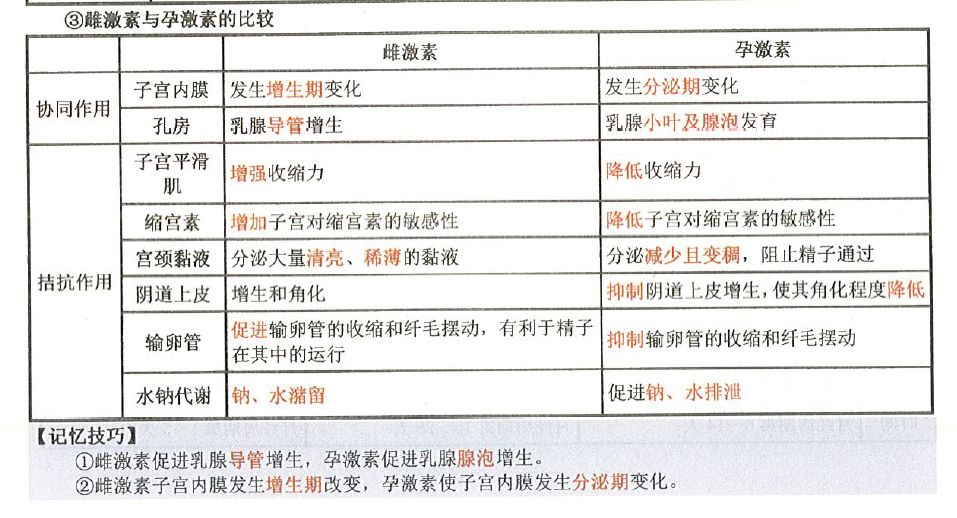 ③雌激素与孕激素的比较
雌激素 孕激素
协同作用 子宫内膜 发生增生期变化 发生分泌期变化
孔房 乳腺导管增生 乳腺小叶及腺泡发育
拮抗作用 子宫平滑肌 增强收缩力 降低收缩力
缩宫素 增加子宫对缩宫素的敏感性 降低子宫对缩宫素的敏感性
宫颈黏液 分泌大量清亮、稀薄的黏液 分泌减少且变稠，阻止精子通过
阴道上皮 增生和角化 抑制阴道上皮增生，使其角化程度降低
输卵管 促进输卵管的收缩和纤毛摆动，有利于精子在其中的运行 抑制输卵管的收缩和纤毛摆动
水钠代谢 钠、水潴留 促进钠、水排泄
【记忆技巧】
①雌激素促进乳腺导管增生，孕激素促进乳腺腺泡增生。
②雌激素子宫内膜发生增生期改变，孕激素使子宫内膜发生分泌期变化。